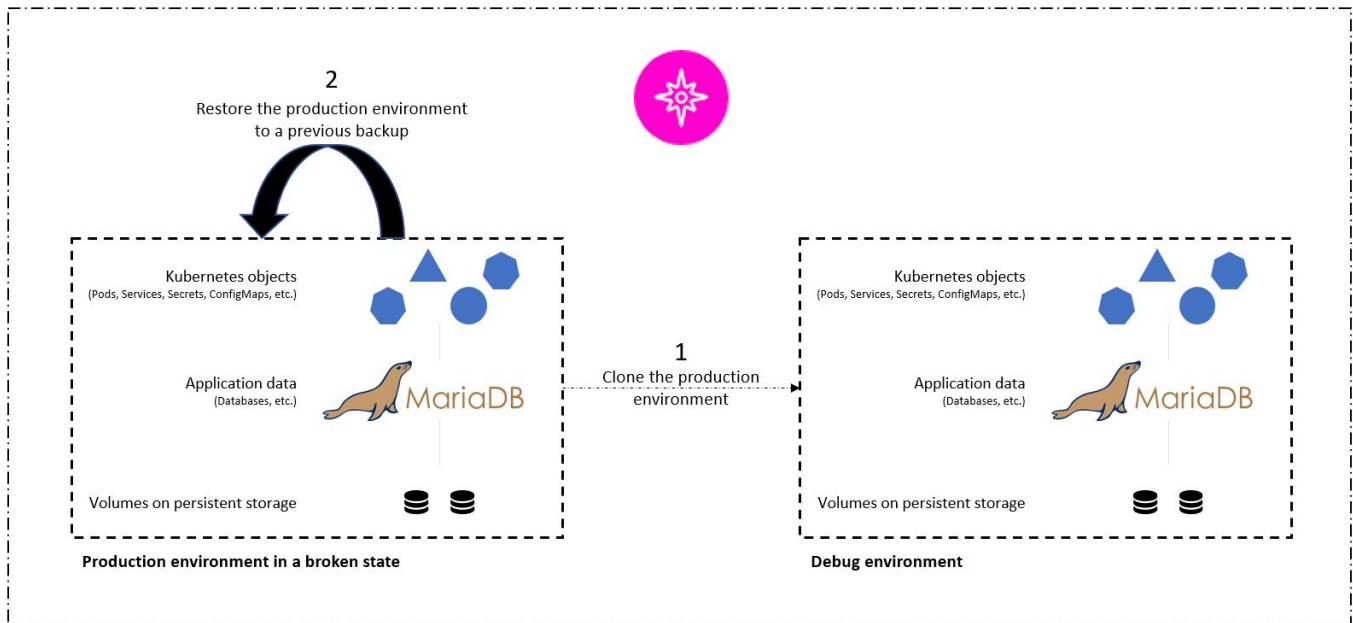 2
Restore the production environment
to a previous backup
Kubernetes objects
(Pods, Services, Secrets, ConfigMaps, etc.)
Application data
(Databases, etc.)
MariaDB
Volumes on persistent storage
Production environment in a broken state
1
Clone the production
environment
Kubernetes objects
(Pods, Services, Secrets, ConfigMaps, etc.)
Application data
(Databases, etc.)
MariaDB
Volumes on persistent storage
Debug environment